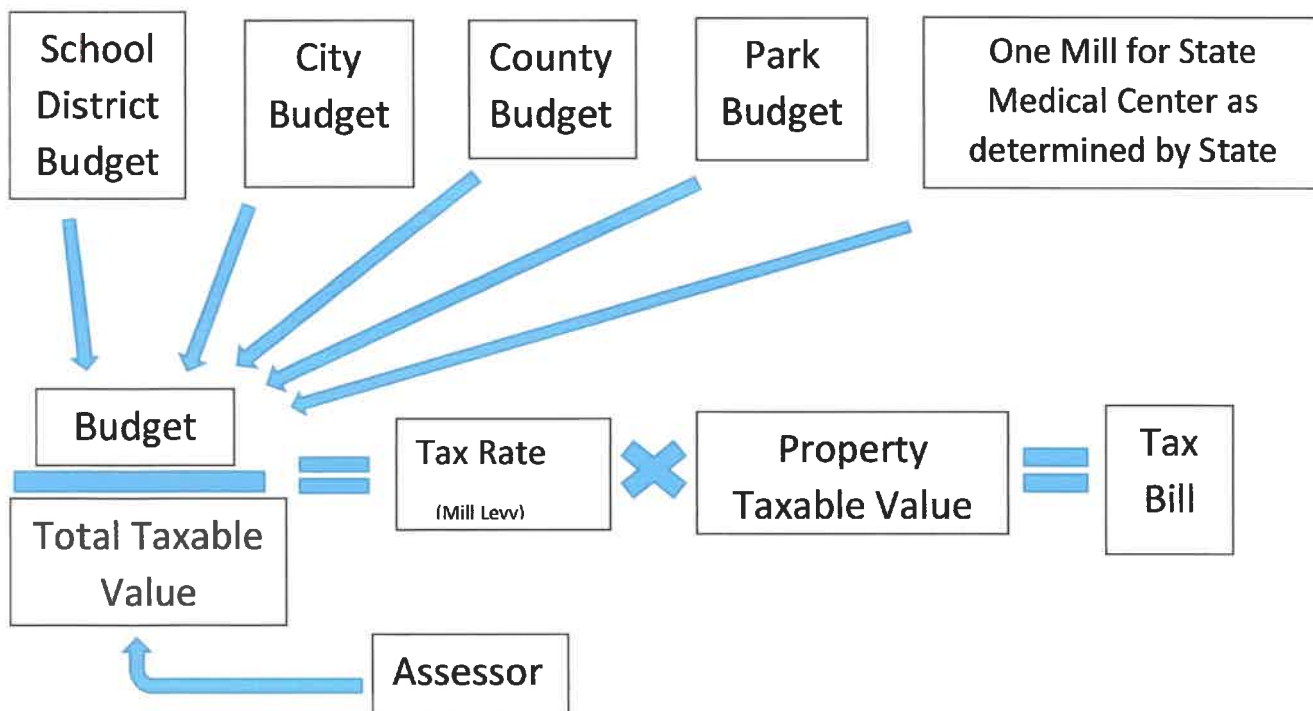 School
District
Budget
City
Budget
County
Budget
Park
Budget
One Mill for State
Medical Center as
determined by State
Budget
Total Taxable
Value
Tax Rate
(Mill Levy)
Property
Taxable Value
Tax
Bill
Assessor